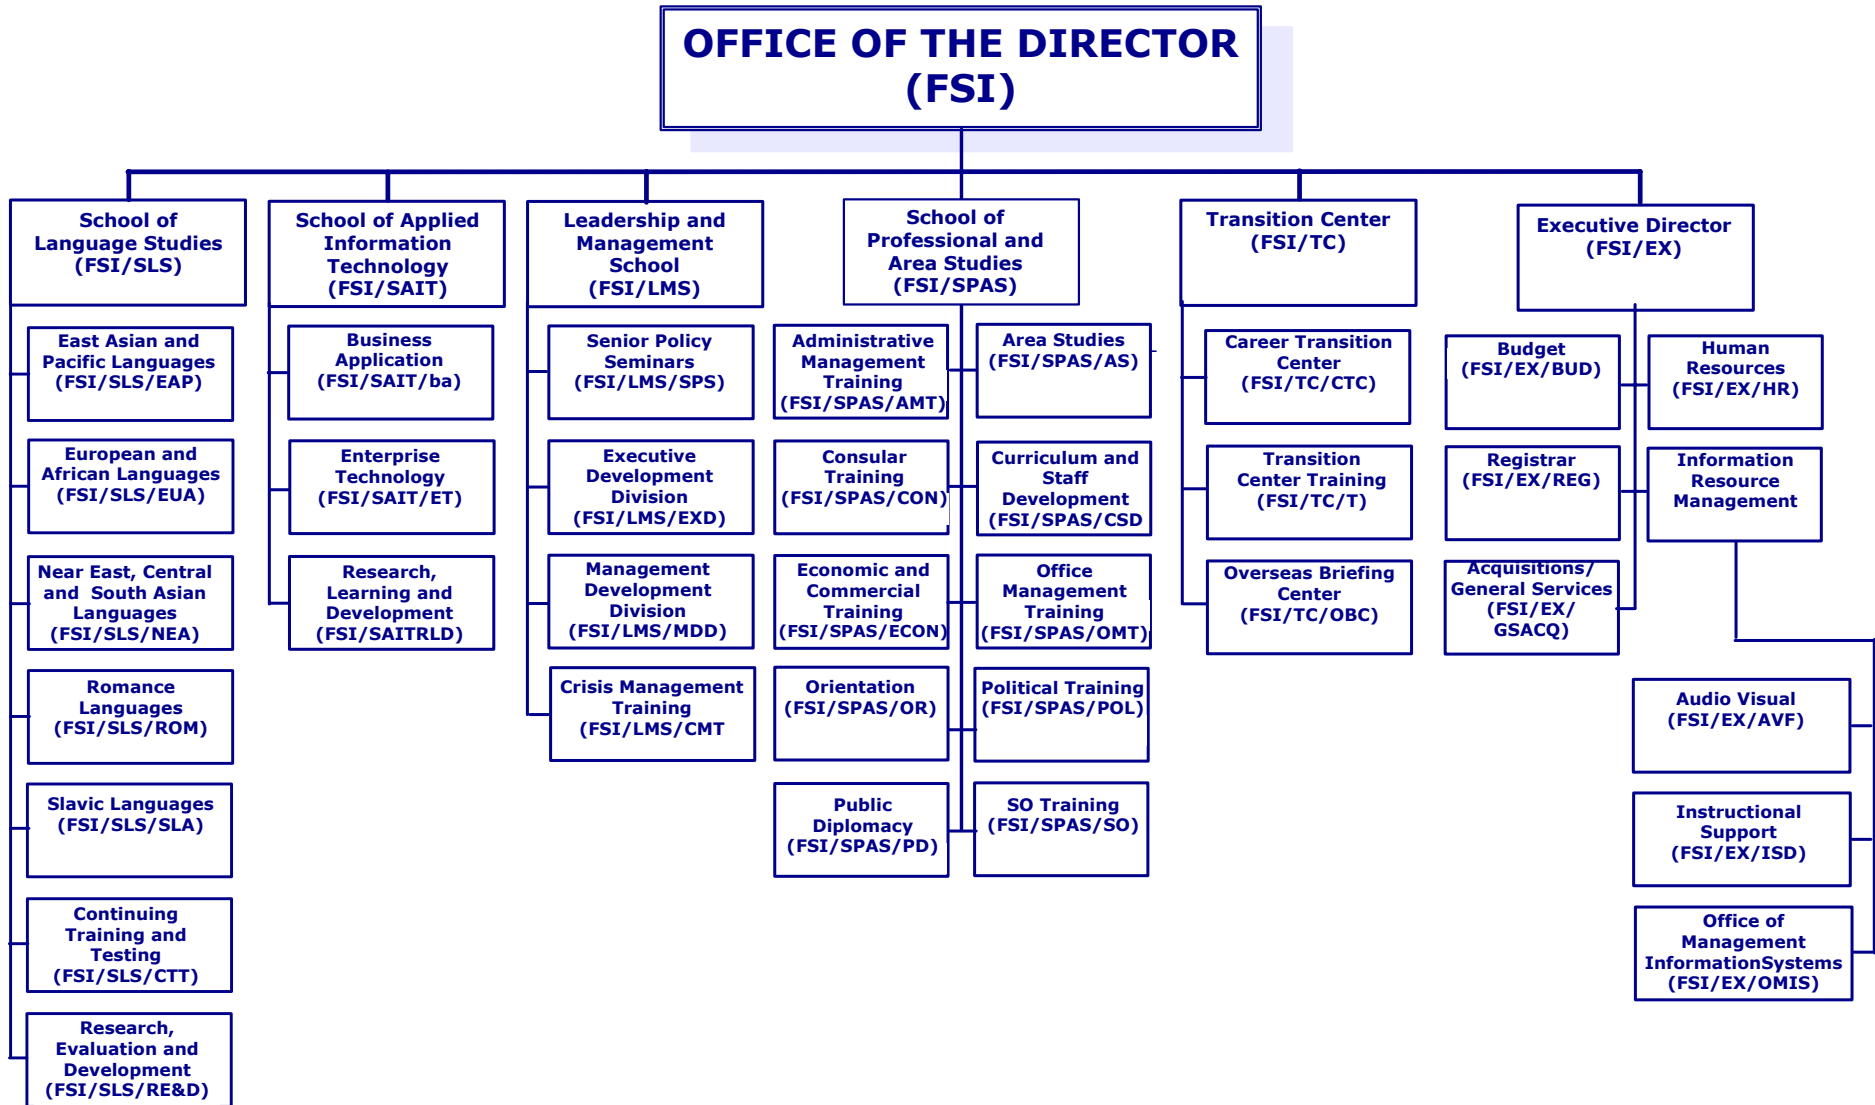 OFFICE OF THE DIRECTOR
(FSI)
School of
Language Studies
(FSI/SLS)
East Asian and
Pacific Languages
(FSI/SLS/EAP)
European and
African Languages
(FSI/SLS/EUA)
Near East, Central
and South Asian
Languages
(FSI/SLS/NEA)
Romance
Languages
(FSI/SLS/ROM)
Slavic Languages
(FSI/SLS/SLA)
Continuing
Training and
Testing
(FSI/SLS/CTT)
Research,
Evaluation and
Development
(FSI/SLS/RE&D)
School of Applied
Information
Technology
(FSI/SAIT)
Business
Application
(FSI/SAIT/ba)
Enterprise
Technology
(FSI/SAIT/ET)
Research,
Learning and
Development
(FSI/SAITRLD)
Leadership and
Management
School
(FSI/LMS)
Senior Policy
Seminars
(FSI/LMS/SPS)
Executive
Development
Division
(FSI/LMS/EXD)
Management
Development
Division
(FSI/LMS/MDD)
Crisis Management
Training
(FSI/LMS/CMT
School of
Professional and
Area Studies
(FSI/SPAS)
Administrative
Management
Training
(FSI/SPAS/AMT)
Area Studies
(FSI/SPAS/AS)
Consular
Training
(FSI/SPAS/CON)
Curriculum and
Staff
Development
(FSI/SPAS/CSD
Economic and
Commercial
Training
(FSI/SPAS/ECON)
Office
Management
Training
(FSI/SPAS/OMT)
Orientation
(FSI/SPAS/OR)
Political Training
(FSI/SPAS/POL)
Public
Diplomacy
(FSI/SPAS/PD)
SO Training
(FSI/SPAS/SO)
Transition Center
(FSI/TC)
Career Transition
Center
(FSI/TC/CTC)
Transition
Center Training
(FSI/TC/T)
Overseas Briefing
Center
(FSI/TC/OBC)
Executive Director
(FSI/EX)
Budget
(FSI/EX/BUD)
Human
Resources
(FSI/EX/HR)
Registrar
(FSI/EX/REG)
Information
Resource
Management
Acquisitions/
General Services
(FSI/EX/
GSACQ)
Audio Visual
(FSI/EX/AVF)
Instructional
Support
(FSI/EX/ISD)
Office of
Management
InformationSystems
(FSI/EX/OMIS)